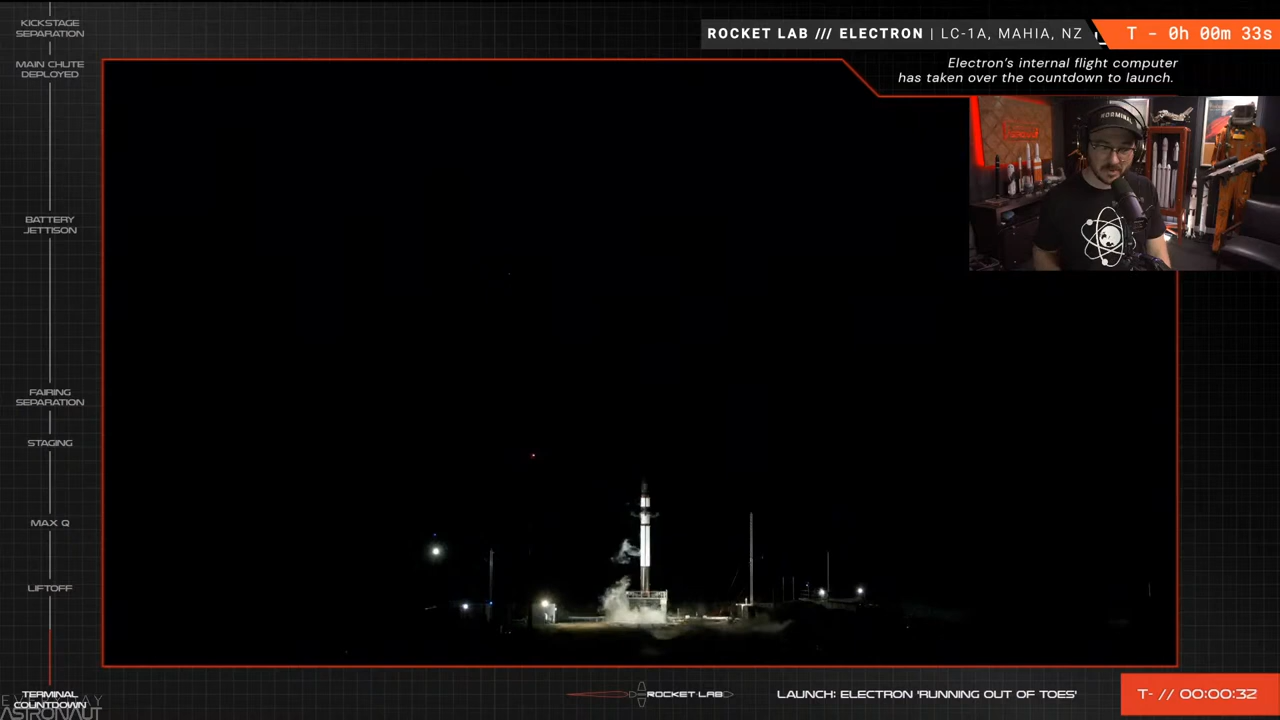 KICKSTAGE
SEPARATION
MAIN CHUTE
DEPLOYED
BATTERY
JETTISON
FAIRING
SEPARATION
STAGING
MAX Q
LIFTOFF
TERMINAL
COUNTDOWN
ASTRONAUT
ROCKET LAB /// ELECTRON | LC-1A, MAHIA, NZ
T - 0h 00m 33s
Electron's internal flight computer
has taken over the countdown to launch.
NORMINAL
ROCKET LAB
LAUNCH: ELECTRON 'RUNNING OUT OF TOES'
T- // 00:00:32